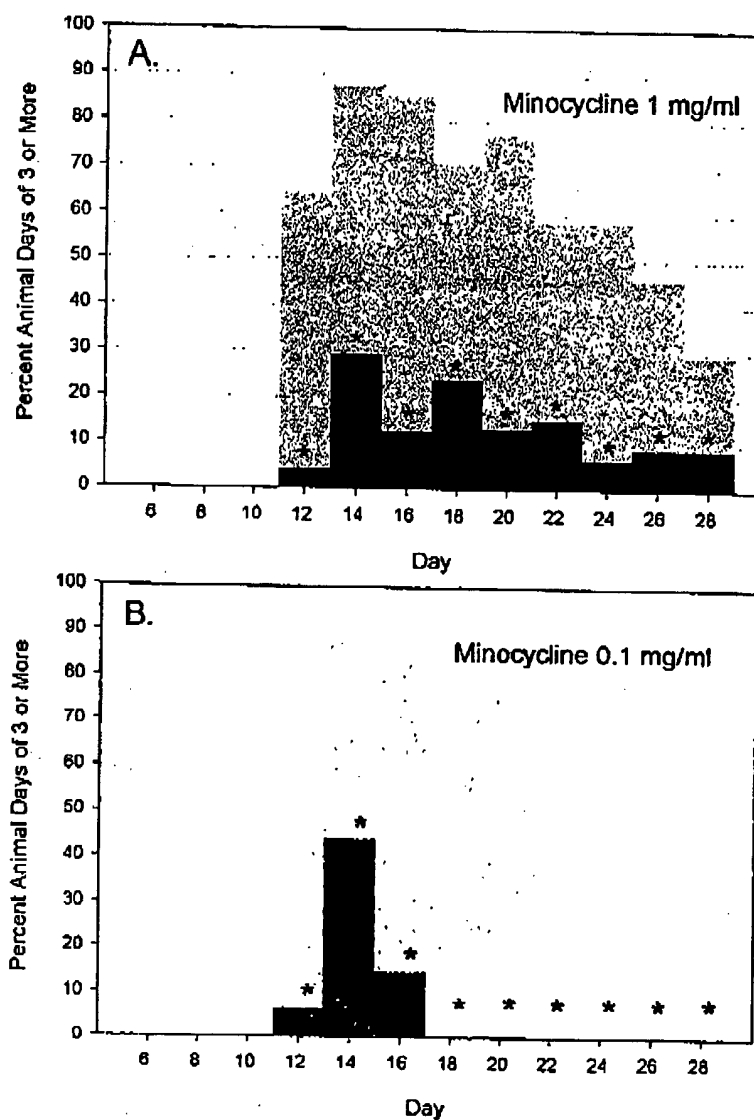 A.
Minocycline 1 mg/ml
Percent Animal Days of 3 or More
100
90
80
70
60
50
40
30
20
10
0
* * * * * * * * *
6 8 10 12 14 16 18 20 22 24 26 28
Day
B.
Minocycline 0.1 mg/ml
Percent Animal Days of 3 or More
100
90
80
70
60
50
40
30
20
10
0
* * * * * * * * *
6 8 10 12 14 16 18 20 22 24 26 28
Day